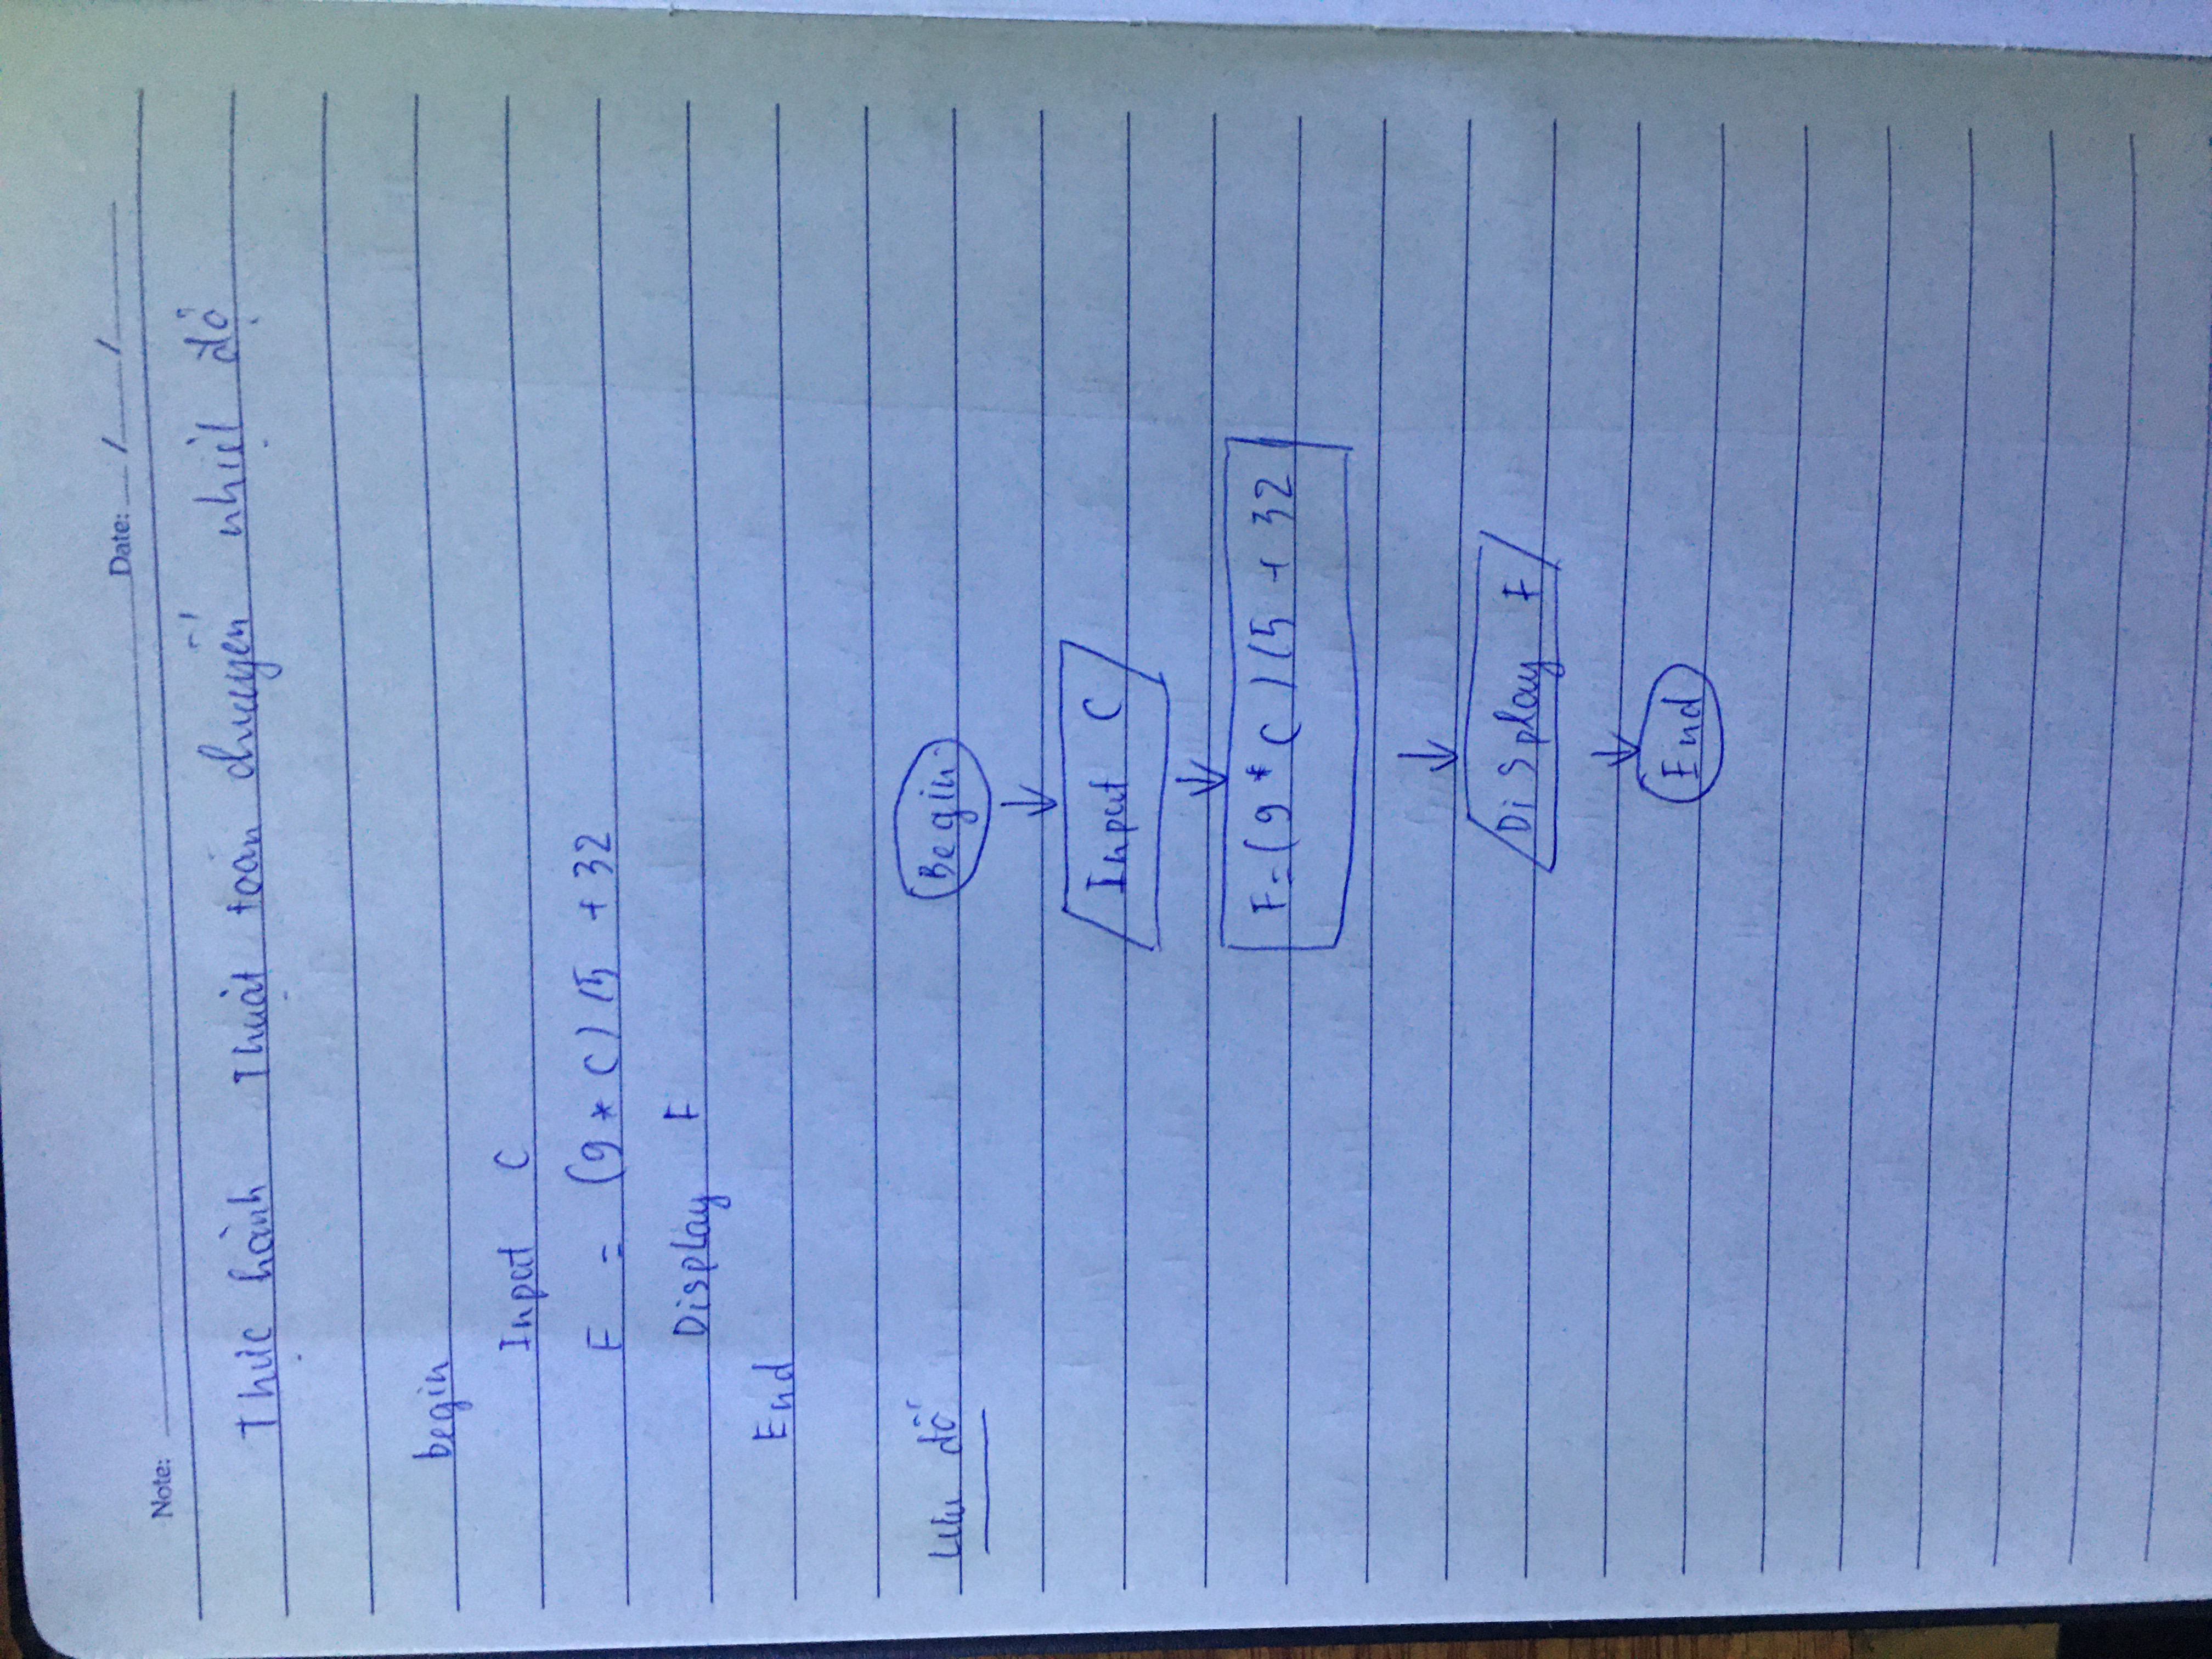 Date: / /
Note:
Thực hành Thuật toán chuyển nhiệt độ
begin
Input C
F = (9 * C) / 5 + 32
Display F
End
Lưu đồ
Begin
Input C
F = (9 * C) / 5 + 32
Display F
End